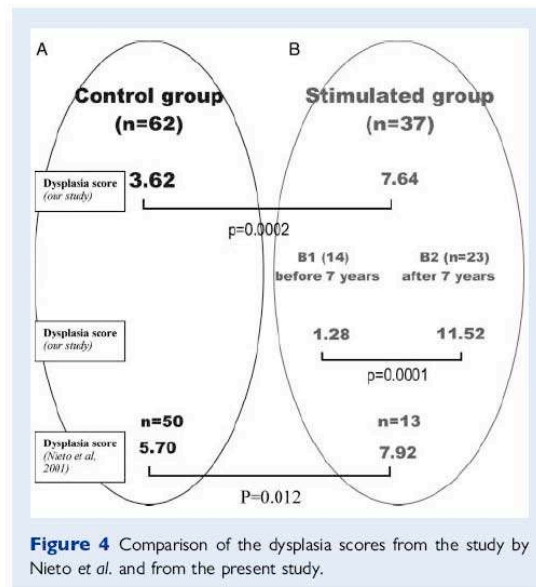 A
B
Control group
(n=62)
Stimulated group
(n=37)
Dysplasia score
(our study)
3.62
7.64
p=0.0002
B1 (14)
before 7 years
B2 (n=23)
after 7 years
Dysplasia score
(our study)
1.28
11.52
p=0.0001
n=50
n=13
Dysplasia score
(Nieto et al,
2001)
5.70
7.92
P=0.012
Figure 4 Comparison of the dysplasia scores from the study by
Nieto et al. and from the present study.